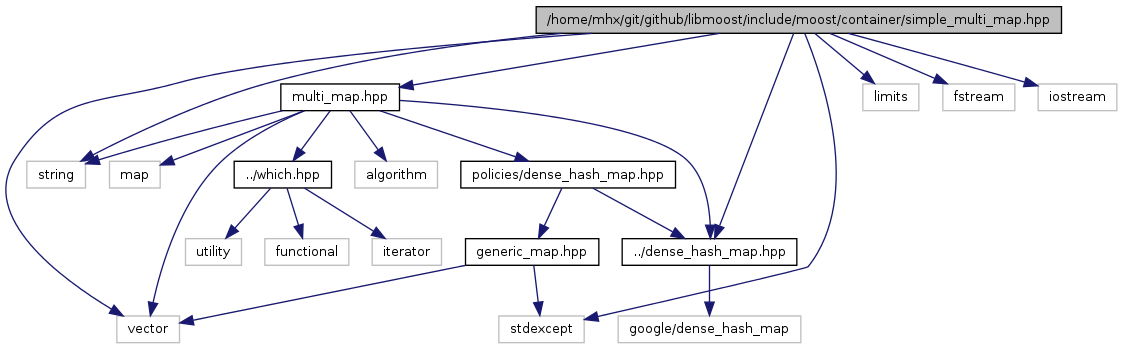 /home/mhx/git/github/libmoost/include/moost/container/simple_multi_map.hpp
multi_map.hpp
limits
fstream
iostream
string
map
../which.hpp
algorithm
policies/dense_hash_map.hpp
utility
functional
iterator
generic_map.hpp
../dense_hash_map.hpp
vector
stdexcept
google/dense_hash_map